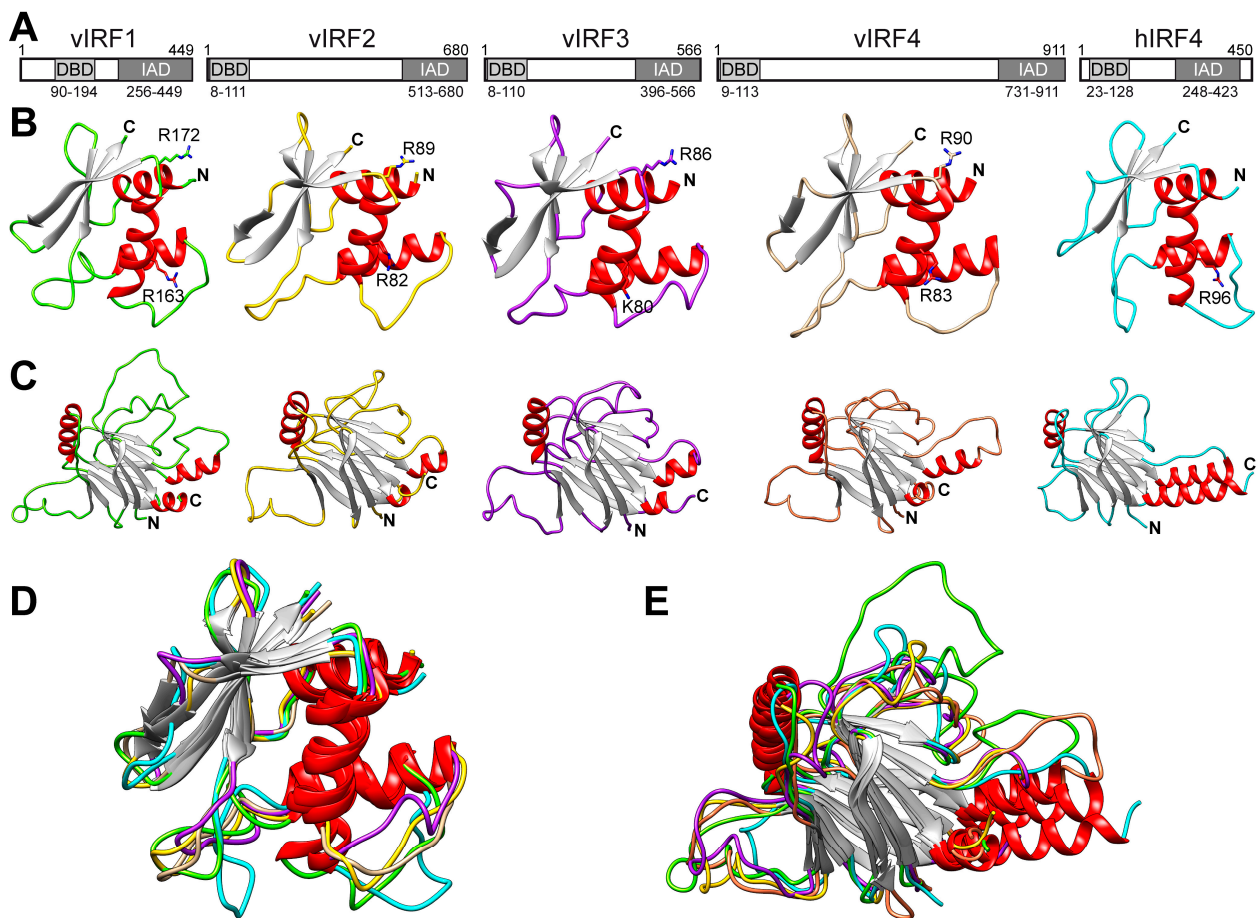 A
vIRF1 vIRF2 vIRF3 vIRF4 hIRF4
1 449 1 680 1 566 1 911 1 450
DBD IAD DBD IAD DBD IAD DBD IAD DBD IAD
90-194 256-449 8-111 513-680 8-110 396-566 9-113 731-911 23-128 248-423
B
C R172 N R163
C R89 N R82
C R86 N K80
C R90 N R83
C N R96
C
N C
N C
N C
N C
N C
D E